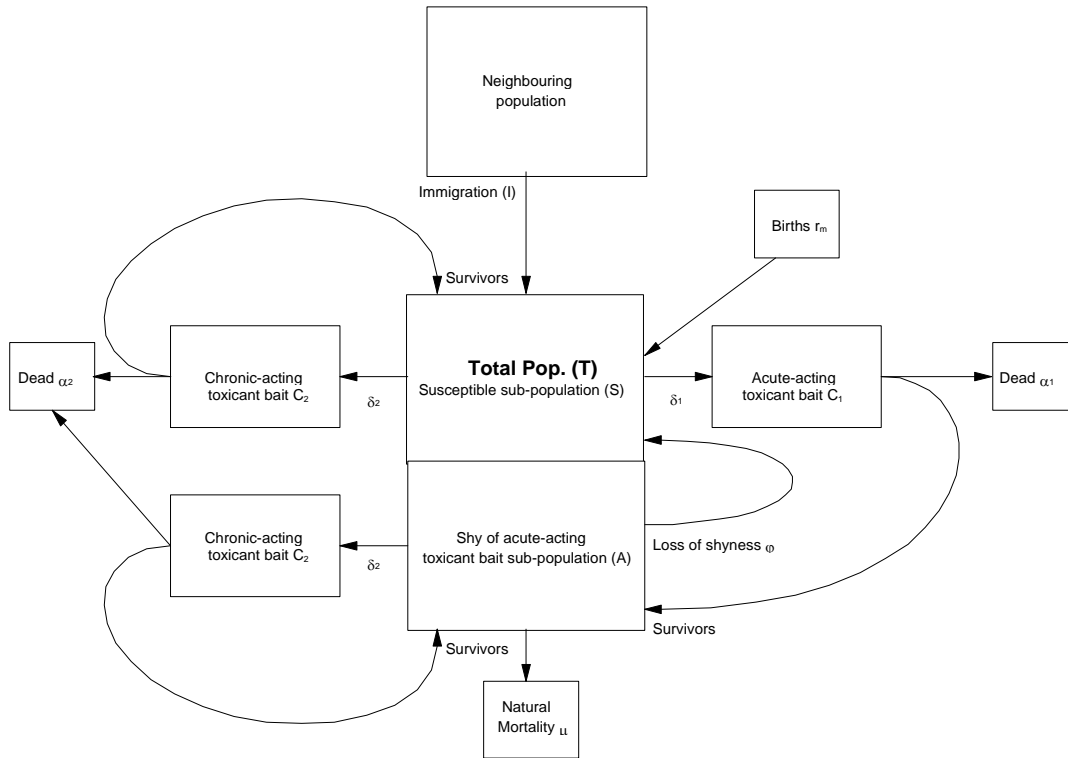 Neighbouring
population
Immigration (I)
Births rₘ
Survivors
Total Pop. (T)
Susceptible sub-population (S)
Dead α₂
Chronic-acting
toxicant bait C₂
δ₂
δ₁
Acute-acting
toxicant bait C₁
Dead α₁
Chronic-acting
toxicant bait C₂
δ₂
Shy of acute-acting
toxicant bait sub-population (A)
Loss of shyness φ
Survivors
Survivors
Natural
Mortality μ